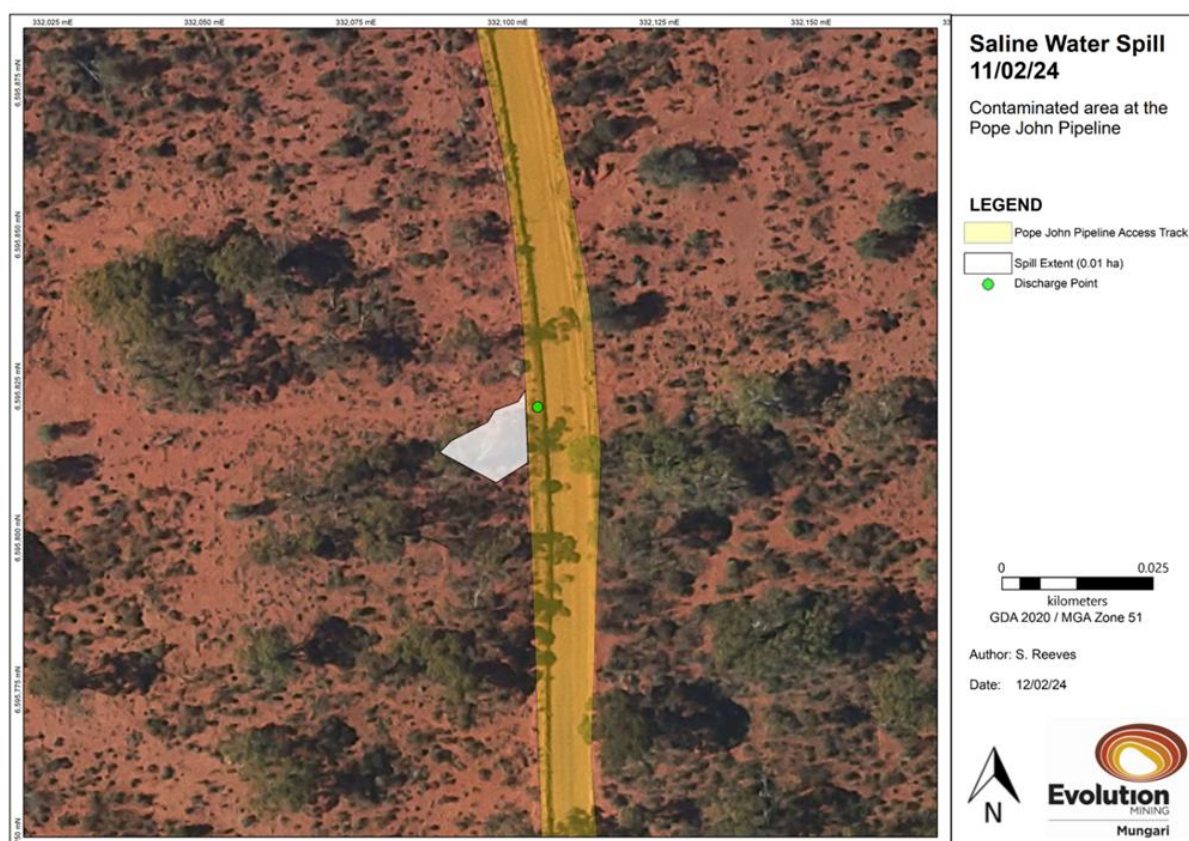 332,025 mE
332,050 mE
332,075 mE
332,100 mE
332,125 mE
332,150 mE
6,595,875 mN
6,595,850 mN
6,595,825 mN
6,595,800 mN
6,595,775 mN
Saline Water Spill
11/02/24
Contaminated area at the
Pope John Pipeline
LEGEND
Pope John Pipeline Access Track
Spill Extent (0.01 ha)
Discharge Point
0 0.025
kilometers
GDA 2020 / MGA Zone 51
Author: S. Reeves
Date: 12/02/24
N
Evolution
MINING
Mungari